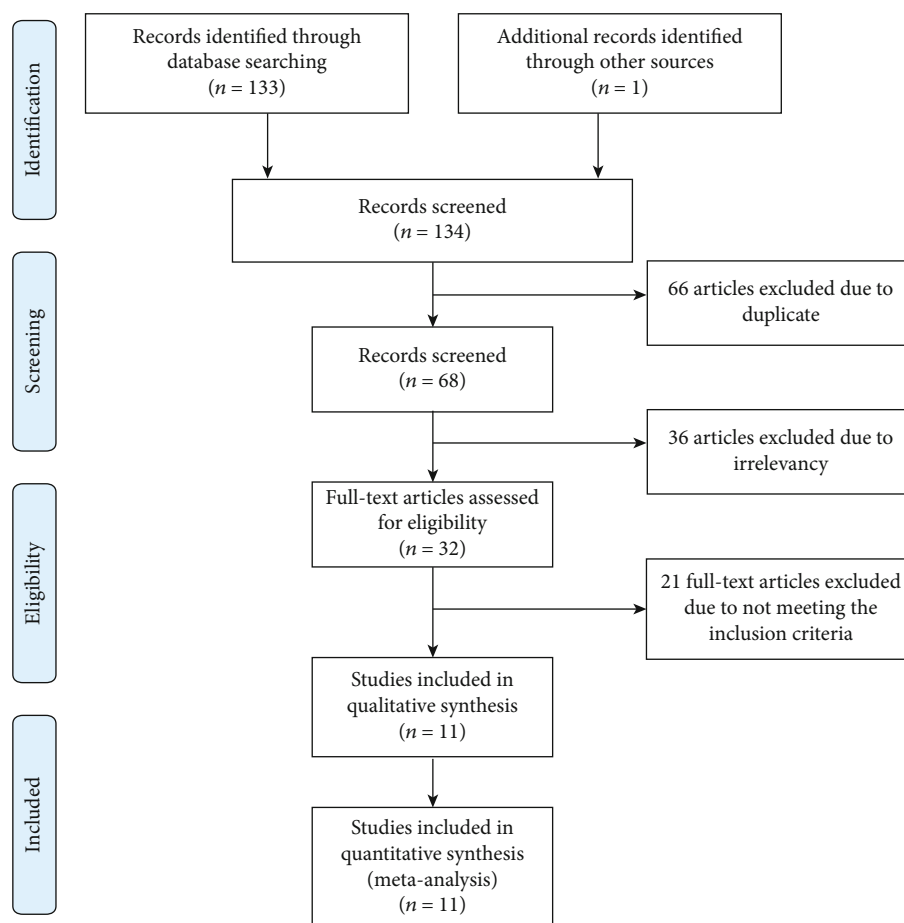 Identification
Records identified through
database searching
(n = 133)
Additional records identified
through other sources
(n = 1)
Records screened
(n = 134)
Screening
66 articles excluded due to
duplicate
Records screened
(n = 68)
36 articles excluded due to
irrelevancy
Eligibility
Full-text articles assessed
for eligibility
(n = 32)
21 full-text articles excluded
due to not meeting the
inclusion criteria
Studies included in
qualitative synthesis
(n = 11)
Included
Studies included in
quantitative synthesis
(meta-analysis)
(n = 11)